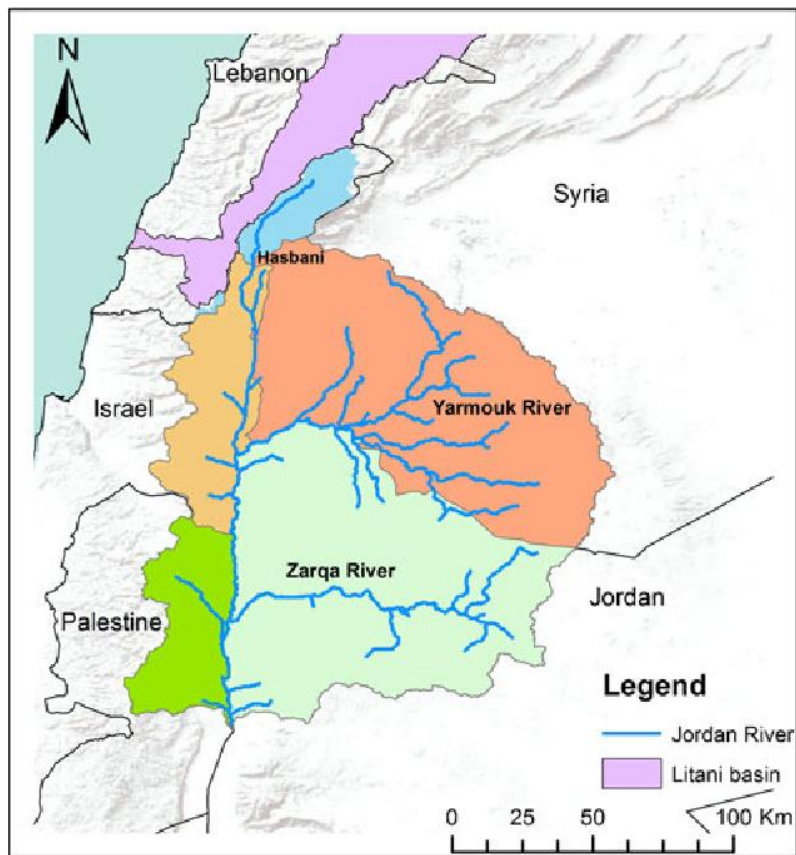 N
Lebanon
Syria
Hasbani
Israel
Yarmouk River
Zarqa River
Palestine
Jordan
Legend
Jordan River
Litani basin
0 25 50 100 Km